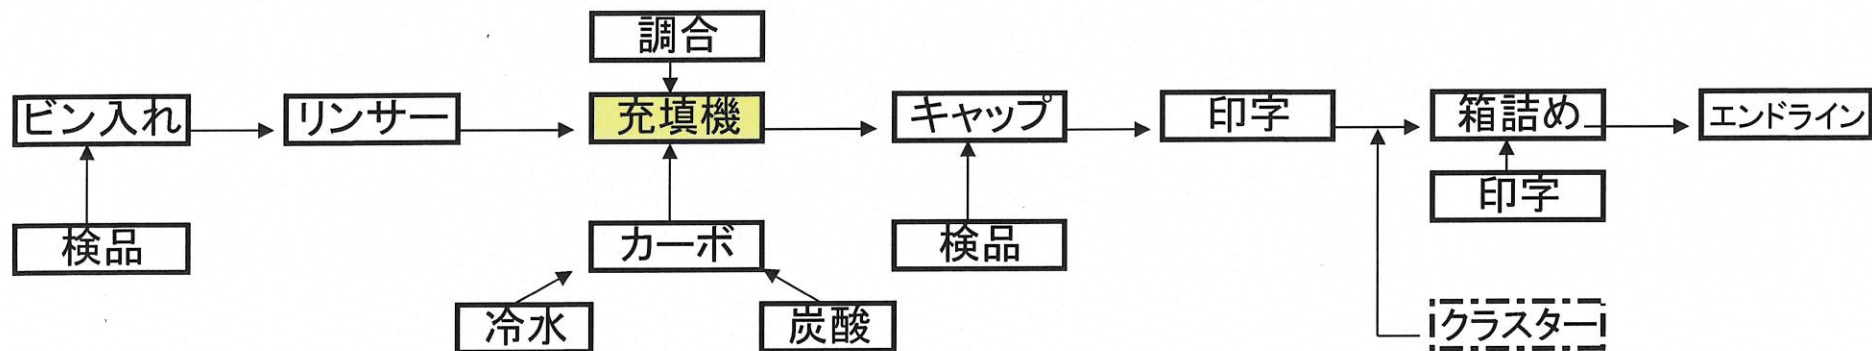 調合
ビン入れ
リンサー
充填機
キャップ
印字
箱詰め
エンドライン
印字
検品
カーボ
検品
冷水
炭酸
クラスター